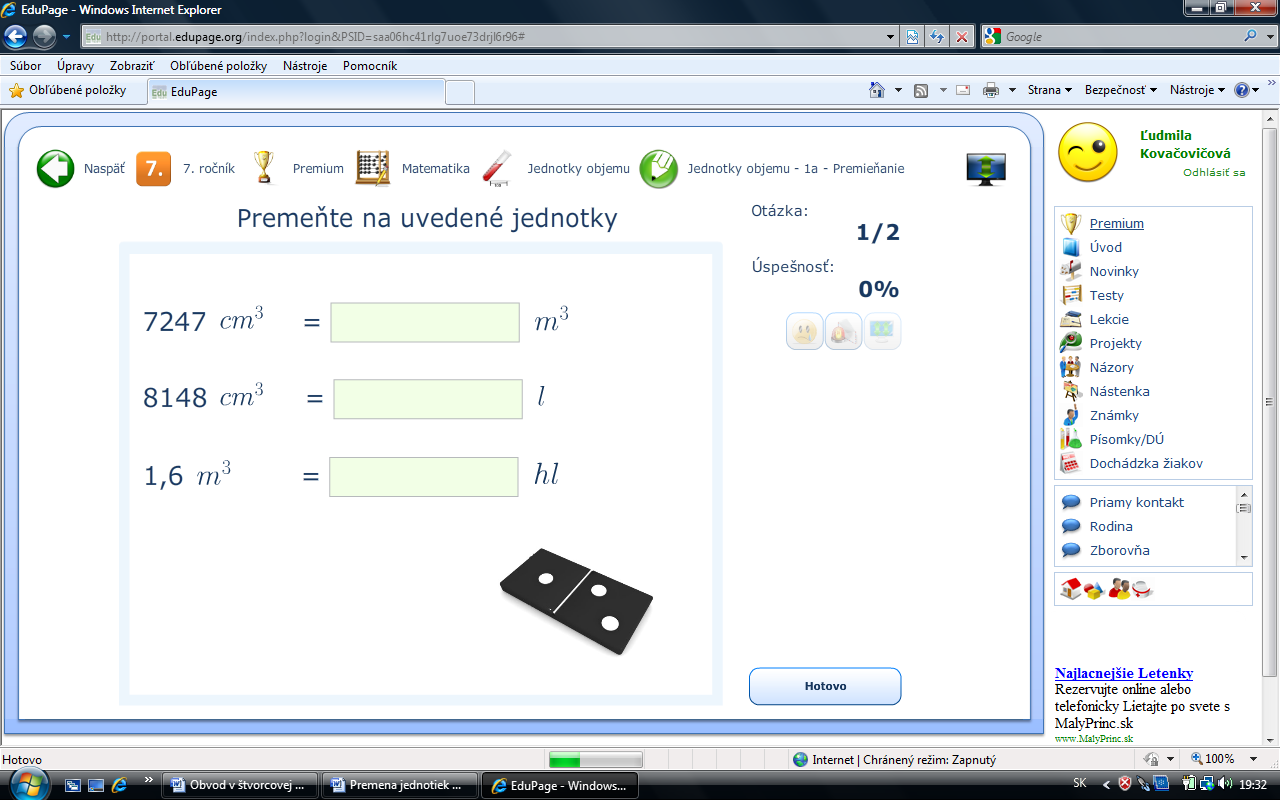 EduPage - Windows Internet Explorer
http://portal.edupage.org/index.php?login&PSID=saa06hc41rlg7uoe73drjl6r96#
Google
Súbor Úpravy Zobraziť Obľúbené položky Nástroje Pomocník
Obľúbené položky EduPage Strana Bezpečnosť Nástroje
Naspäť 7. 7. ročník Premium Matematika Jednotky objemu Jednotky objemu - 1a - Premieňanie
Ľudmila
Kovačovičová
Odhlásiť sa
Premeňte na uvedené jednotky
Otázka:
1/2
Úspešnosť:
0%
7247 cm³ = m³
8148 cm³ = l
1,6 m³ = hl
Hotovo
Premium
Úvod
Novinky
Testy
Lekcie
Projekty
Názory
Nástenka
Známky
Písomky/DÚ
Dochádzka žiakov
Priamy kontakt
Rodina
Zborovňa
Najlacnejšie Letenky
Rezervujte online alebo
telefonicky Lietajte po svete s
MalyPrinc.sk
www.MalyPrinc.sk
Hotovo Internet | Chránený režim: Zapnutý 100%
Obvod v štvorcovej ... Premena jednotiek ... EduPage - Windows... SK 19:32